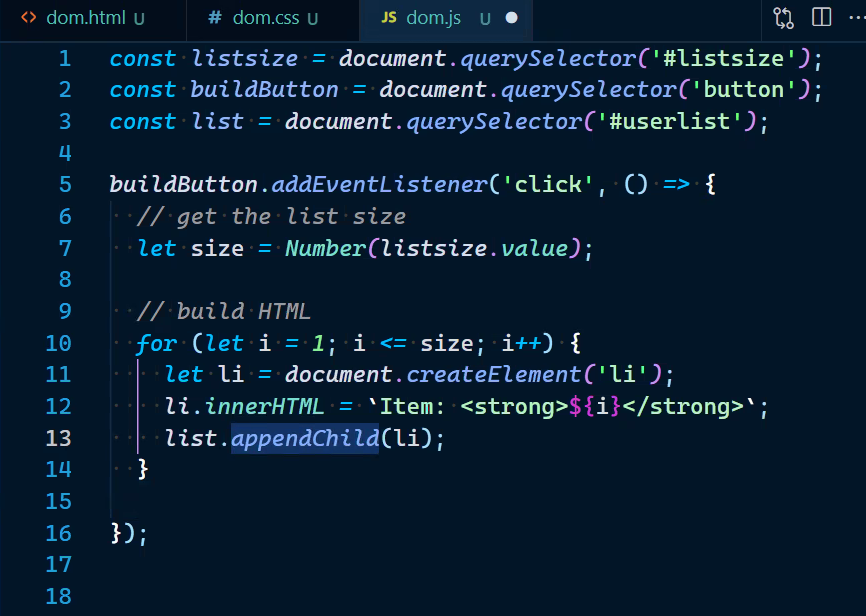 <> dom.html U # dom.css U JS dom.js U
1 const listsize = document.querySelector('#listsize');
2 const buildButton = document.querySelector('button');
3 const list = document.querySelector('#userlist');
4
5 buildButton.addEventListener('click', () => {
6   // get the list size
7   let size = Number(listsize.value);
8
9   // build HTML
10   for (let i = 1; i <= size; i++) {
11     let li = document.createElement('li');
12     li.innerHTML = `Item: <strong>${i}</strong>`;
13     list.appendChild(li);
14   }
15
16 });
17
18